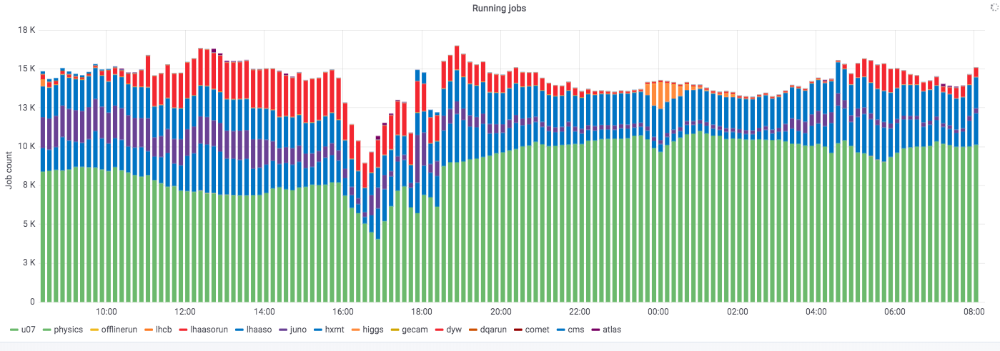 Running jobs
18 K
15 K
13 K
10 K
8 K
5 K
3 K
0
Job count
10:00 12:00 14:00 16:00 18:00 20:00 22:00 00:00 02:00 04:00 06:00 08:00
u07 physics offlinerun lhcb lhaasorun lhaaso juno hxmt higgs gecam dyw dqarun comet cms atlas